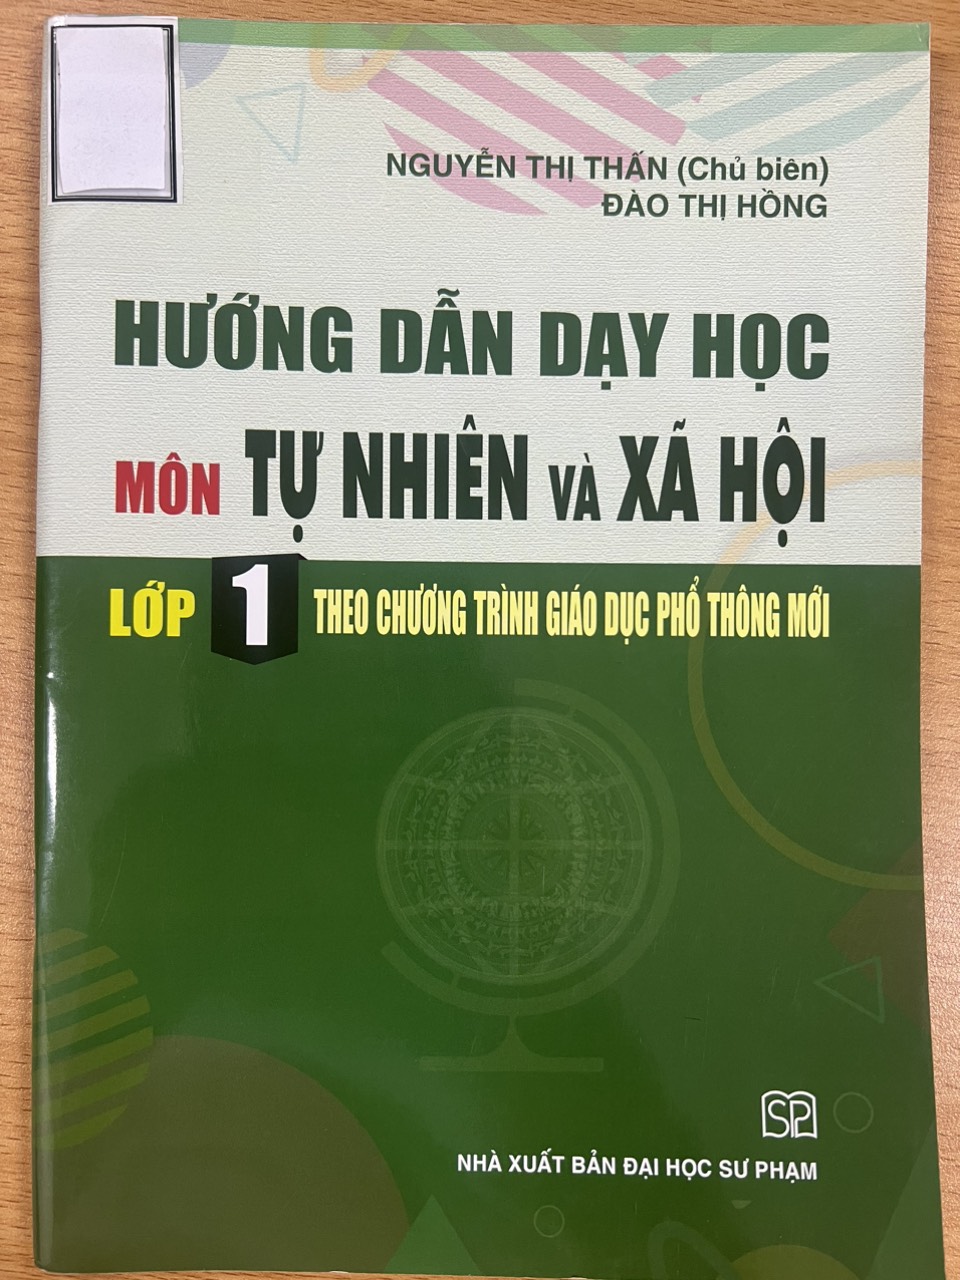 NGUYỄN THỊ THẤN (Chủ biên)
ĐÀO THỊ HỒNG
HƯỚNG DẪN DẠY HỌC
MÔN TỰ NHIÊN VÀ XÃ HỘI
LỚP 1 THEO CHƯƠNG TRÌNH GIÁO DỤC PHỔ THÔNG MỚI
SP
NHÀ XUẤT BẢN ĐẠI HỌC SƯ PHẠM